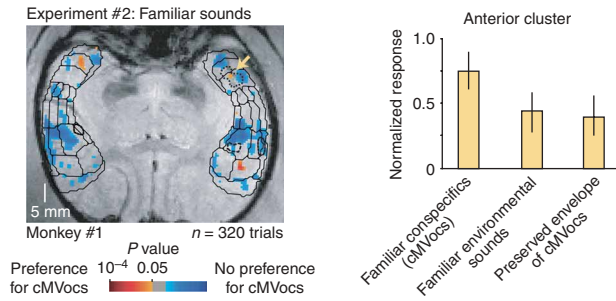 Experiment #2: Familiar sounds
5 mm
Monkey #1
n = 320 trials
P value
Preference
for cMVocs
10⁻⁴ 0.05
No preference
for cMVocs
Anterior cluster
Normalized response
1.0
0.5
0
Familiar conspecifics
(cMVocs)
Familiar environmental
sounds
Preserved envelope
of cMVocs